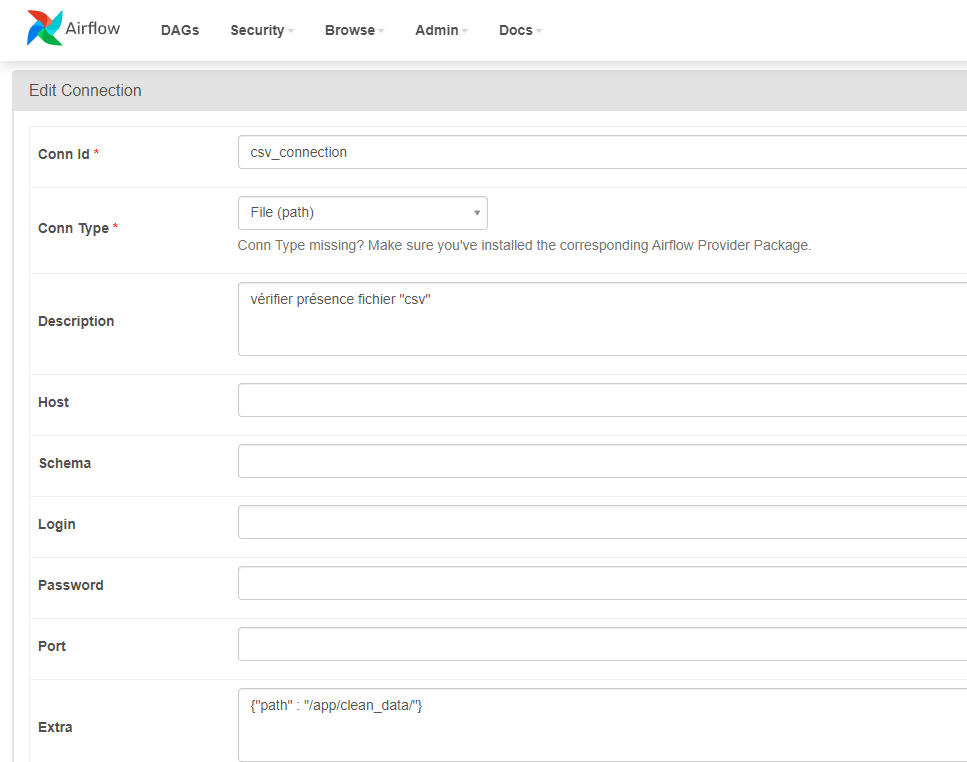 Airflow DAGs Security Browse Admin Docs
Edit Connection
Conn Id * csv_connection
Conn Type * File (path)
Conn Type missing? Make sure you've installed the corresponding Airflow Provider Package.
Description vérifier présence fichier "csv"
Host
Schema
Login
Password
Port
Extra {"path" : "/app/clean_data/"}